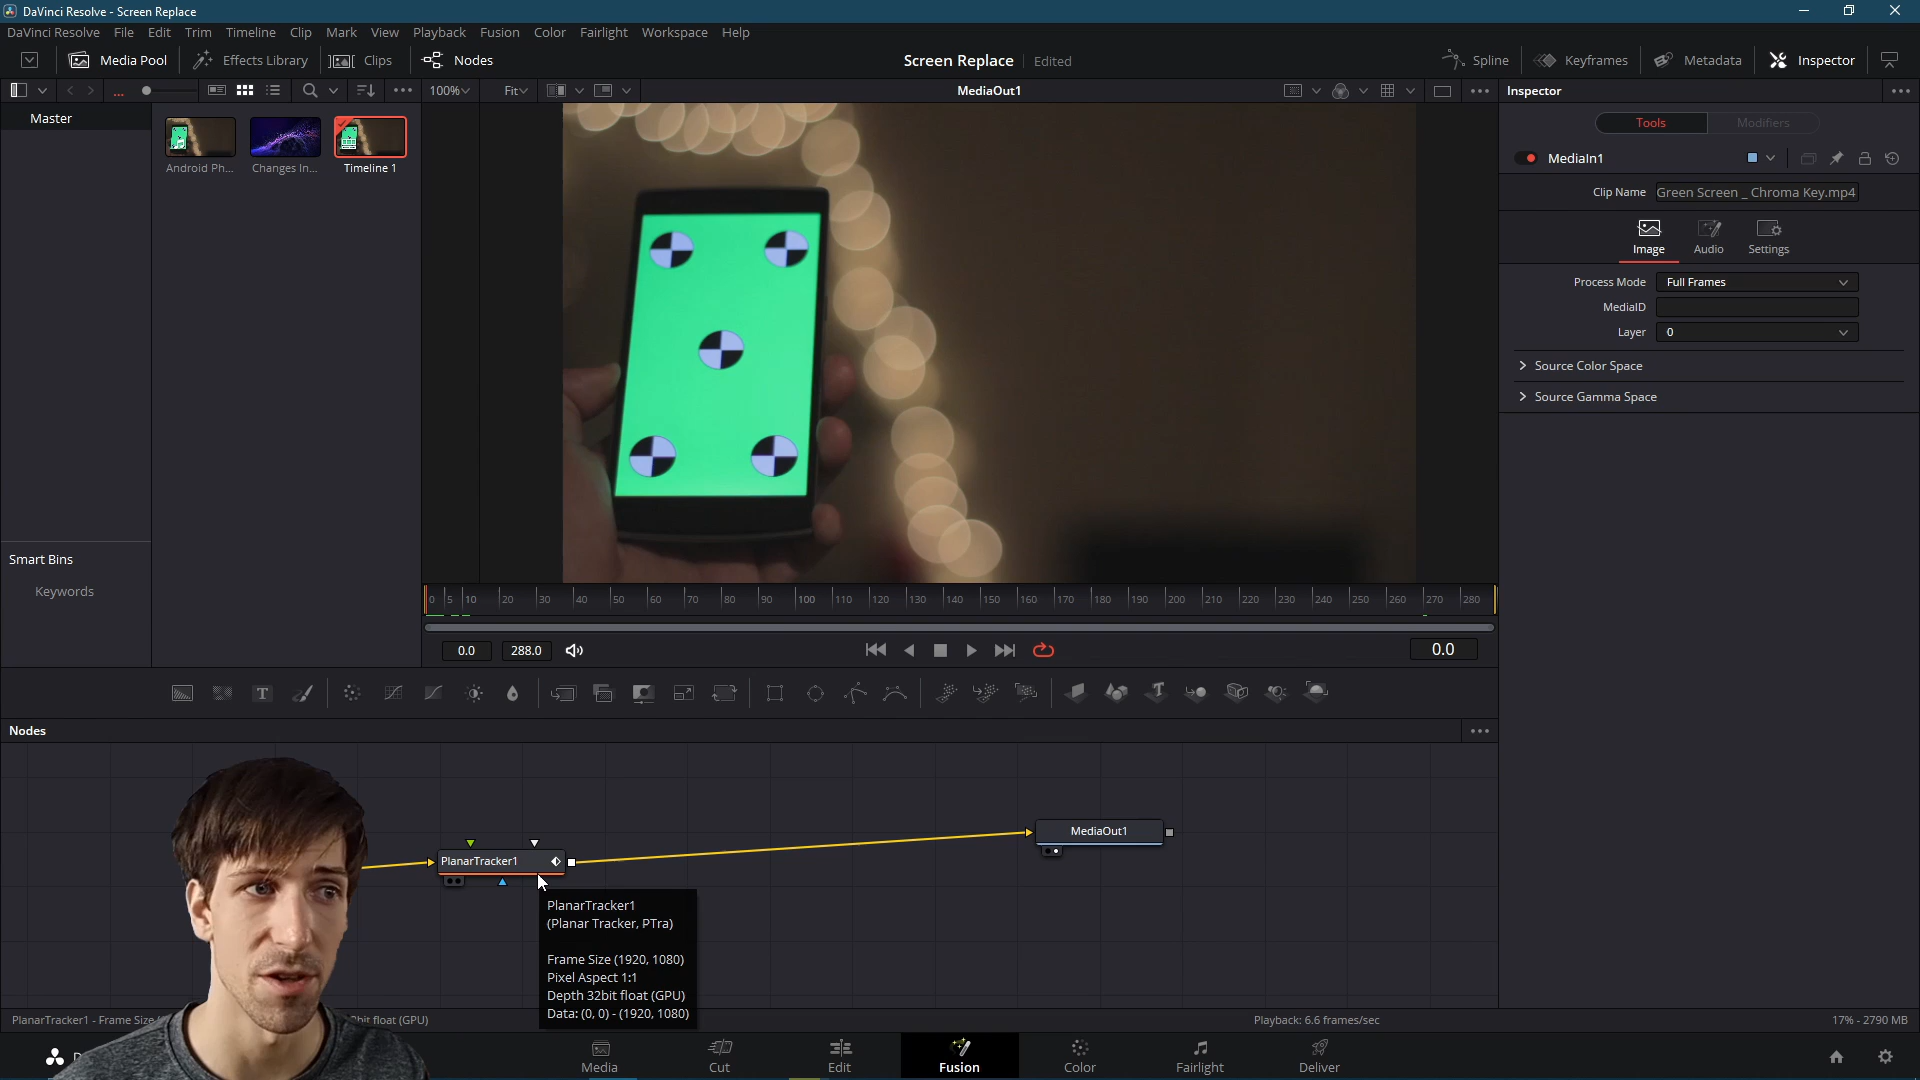 DaVinci Resolve - Screen Replace
DaVinci Resolve File Edit Trim Timeline Clip Mark View Playback Fusion Color Fairlight Workspace Help
Media Pool Effects Library Clips Nodes Screen Replace Edited Spline Keyframes Metadata Inspector
... 100% Fit MediaOut1 Inspector
Master
Android Ph... Changes In... Timeline 1
Tools Modifiers
MediaIn1
Clip Name Green Screen _ Chroma Key.mp4
Image Audio Settings
Process Mode Full Frames
MediaID
Layer 0
Source Color Space
Source Gamma Space
Smart Bins
Keywords
0 5 10 20 30 40 50 60 70 80 90 100 110 120 130 140 150 160 170 180 190 200 210 220 230 240 250 260 270 280
0.0 288.0 0.0
Nodes
PlanarTracker1
MediaOut1
PlanarTracker1
(Planar Tracker, PTra)
Frame Size (1920, 1080)
Pixel Aspect 1:1
Depth 32bit float (GPU)
Data: (0, 0) - (1920, 1080)
PlanarTracker1 - Frame Size float (GPU) Playback: 6.6 frames/sec 17% - 2790 MB
Media Cut Edit Fusion Color Fairlight Deliver